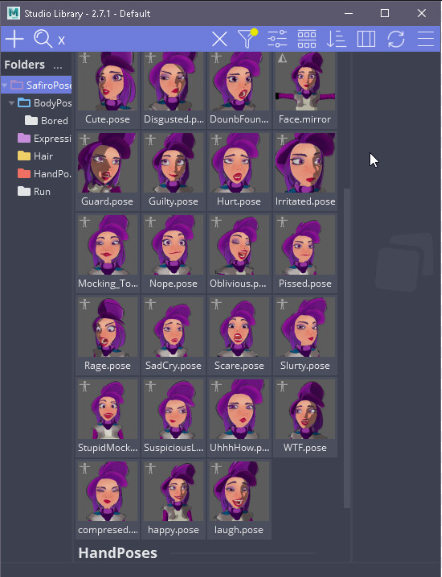 Studio Library - 2.7.1 - Default
x
Folders ...
SafiroPose
BodyPos
Bored
Expressi
Hair
HandPo.
Run
Cute.pose Disgusted.p... DounbFoun... Face.mirror
Guard.pose Guilty.pose Hurt.pose Irritated.pose
Mocking_To... Nope.pose Oblivious.p... Pissed.pose
Rage.pose SadCry.pose Scare.pose Slurty.pose
StupidMock... SuspiciousL... UhhhHow.p... WTF.pose
compresed.... happy.pose laugh.pose
HandPoses